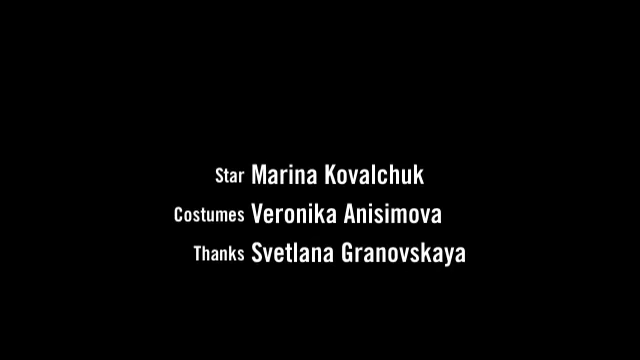 Star Marina Kovalchuk
Costumes Veronika Anisimova
Thanks Svetlana Granovskaya